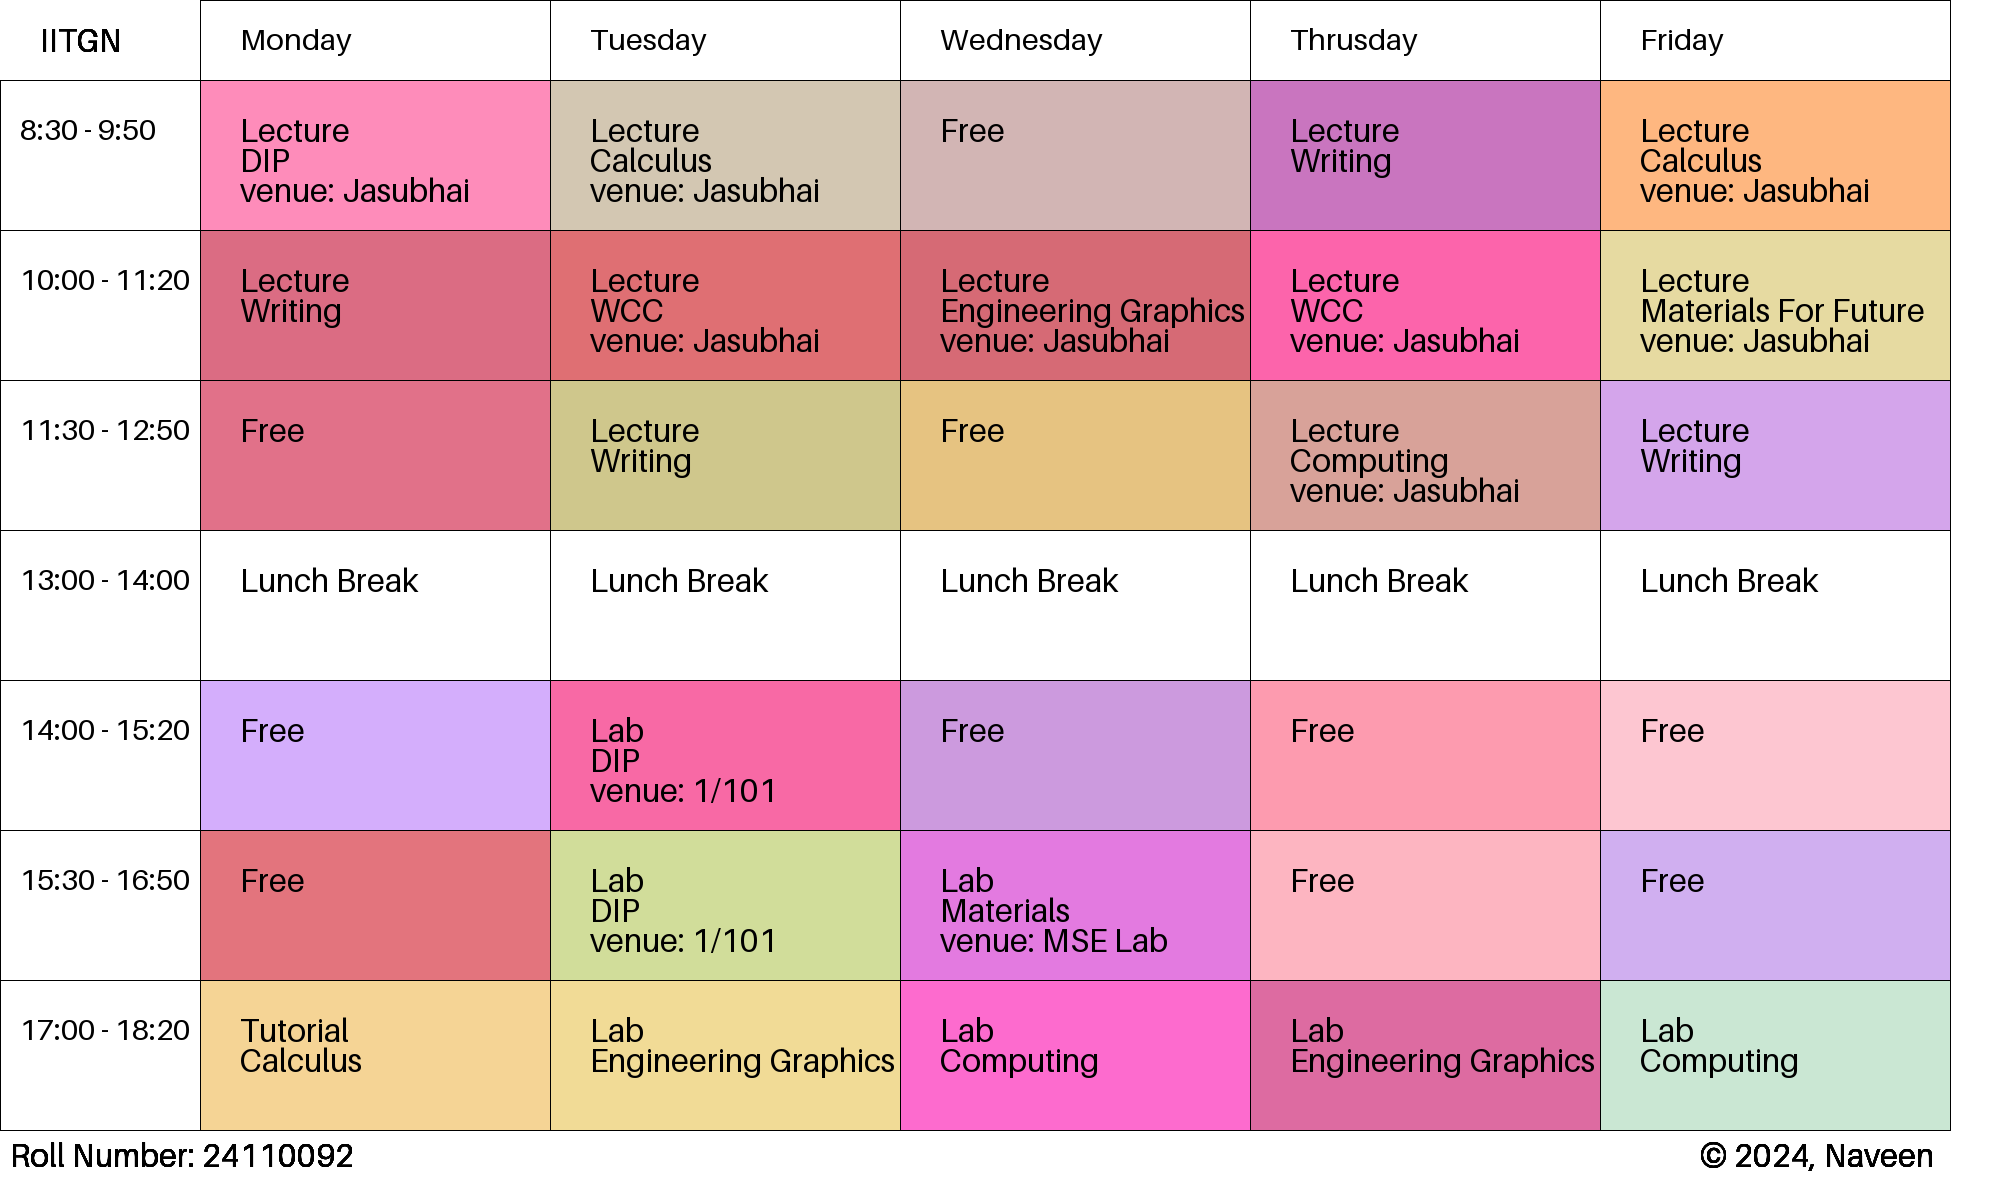 IITGN Monday Tuesday Wednesday Thrusday Friday
8:30 - 9:50
Lecture
DIP
venue: Jasubhai
Lecture
Calculus
venue: Jasubhai
Free
Lecture
Writing
Lecture
Calculus
venue: Jasubhai
10:00 - 11:20
Lecture
Writing
Lecture
WCC
venue: Jasubhai
Lecture
Engineering Graphics
venue: Jasubhai
Lecture
WCC
venue: Jasubhai
Lecture
Materials For Future
venue: Jasubhai
11:30 - 12:50
Free
Lecture
Writing
Free
Lecture
Computing
venue: Jasubhai
Lecture
Writing
13:00 - 14:00
Lunch Break
Lunch Break
Lunch Break
Lunch Break
Lunch Break
14:00 - 15:20
Free
Lab
DIP
venue: 1/101
Free
Free
Free
15:30 - 16:50
Free
Lab
DIP
venue: 1/101
Lab
Materials
venue: MSE Lab
Free
Free
17:00 - 18:20
Tutorial
Calculus
Lab
Engineering Graphics
Lab
Computing
Lab
Engineering Graphics
Lab
Computing
Roll Number: 24110092
© 2024, Naveen